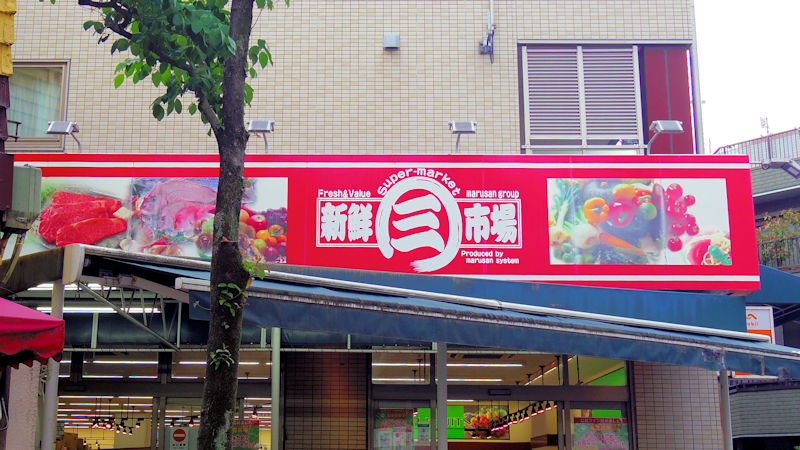 Super-market
Fresh&Value
marusan group
新鮮 三 市場
Produced by
marusan system